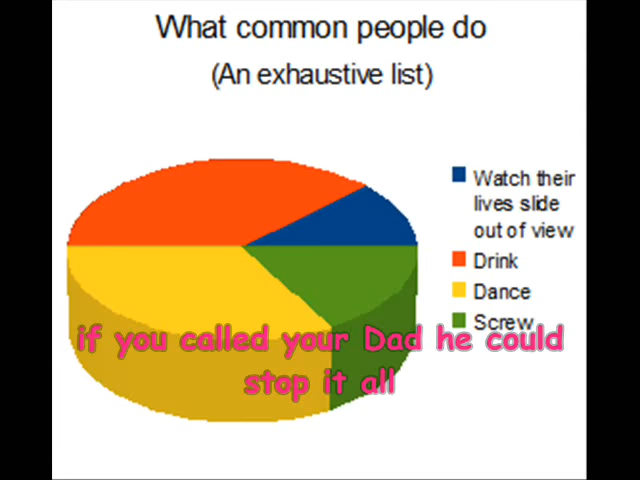 What common people do
(An exhaustive list)
Watch their
lives slide
out of view
Drink
Dance
Screw
if you called your Dad he could
stop it all